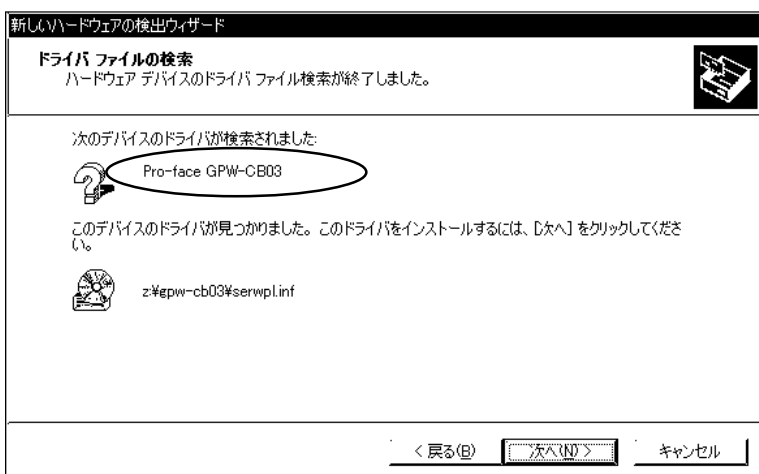 新しいハードウェアの検出ウィザード
ドライバ ファイルの検索
ハードウェア デバイスのドライバ ファイル検索が終了しました。
次のデバイスのドライバが検索されました:
Pro-face GPW-CB03
このデバイスのドライバが見つかりました。このドライバをインストールするには、[次へ] をクリックしてくださ
い。
z:¥gpw-cb03¥serwpl.inf
< 戻る(B)
次へ(N) >
キャンセル